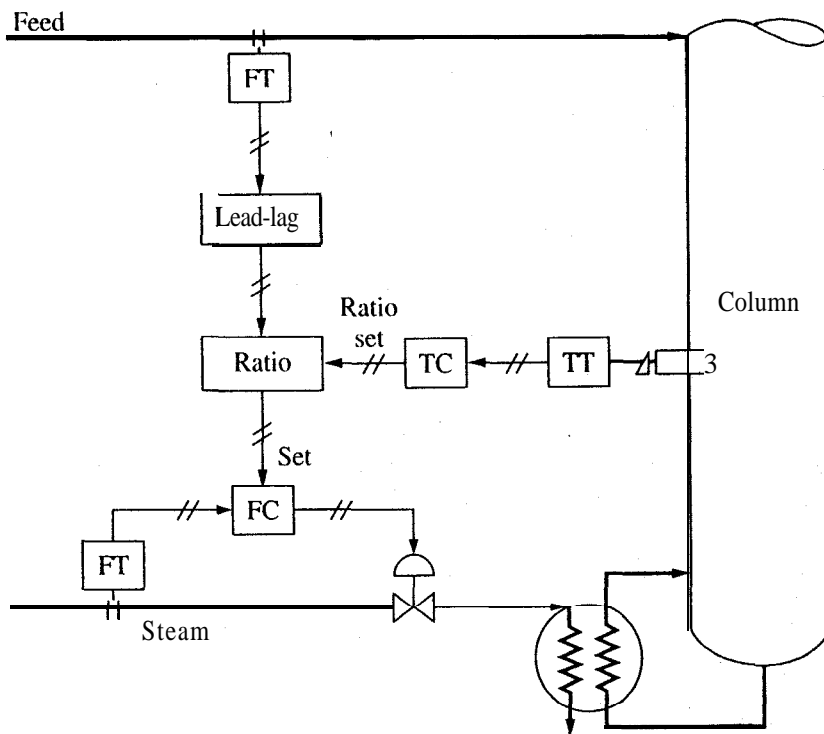 Feed
FT
Lead-lag
Ratio
set
Ratio
TC
TT
3
Column
Set
FC
FT
Steam